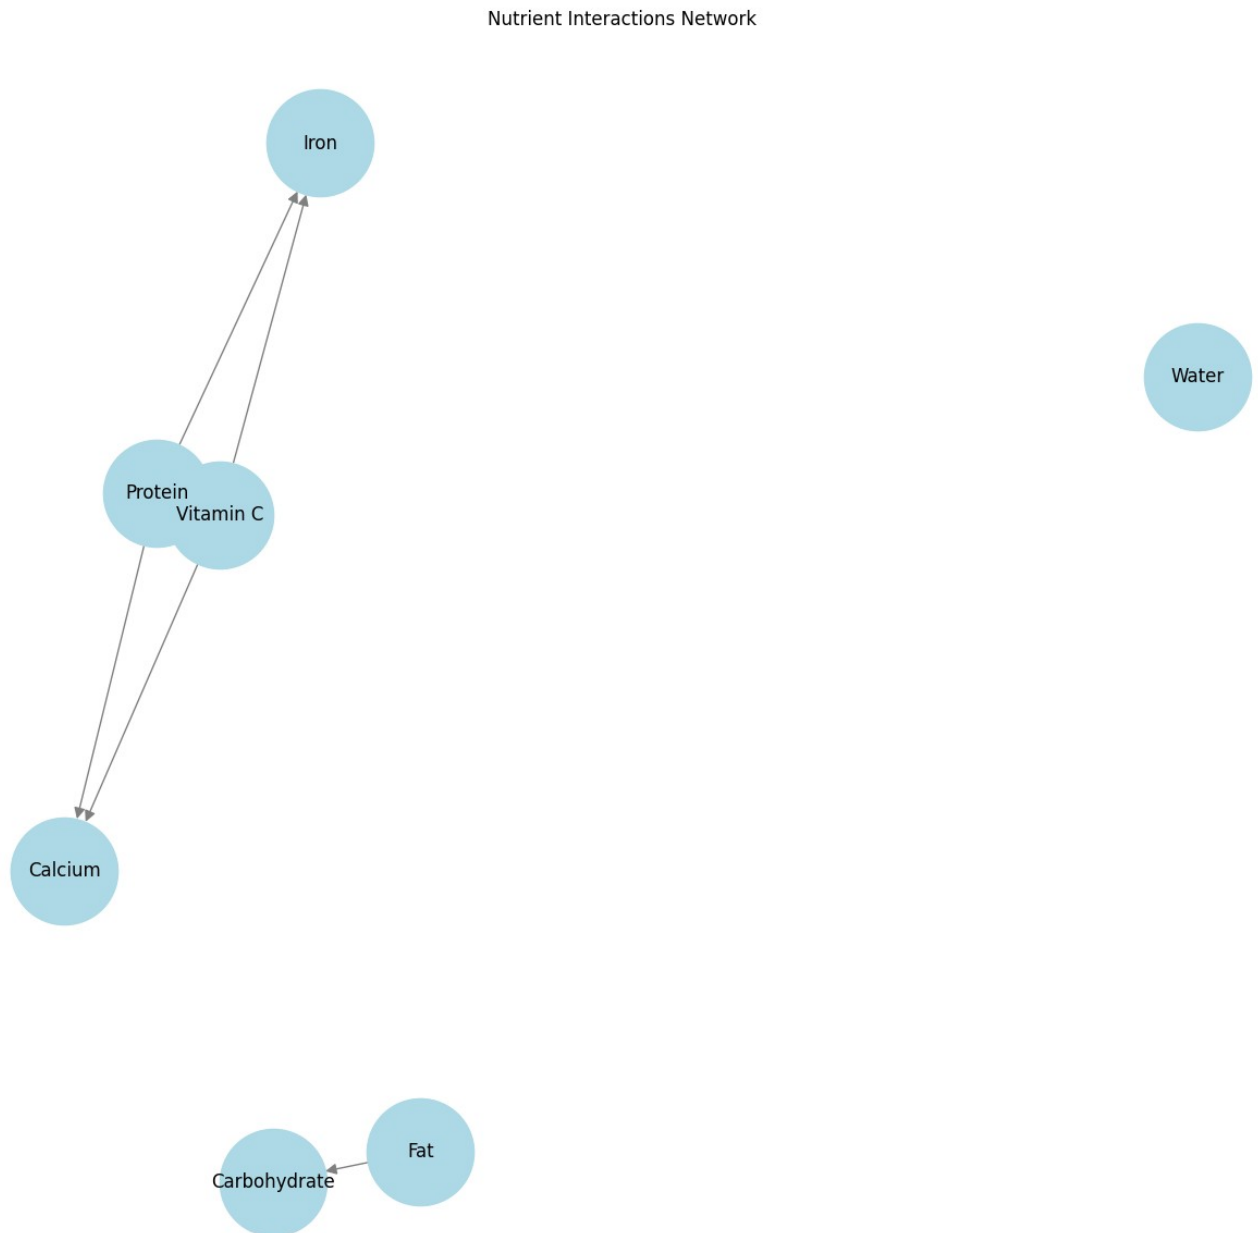 Nutrient Interactions Network
Iron
Water
Protein
Vitamin C
Calcium
Fat
Carbohydrate